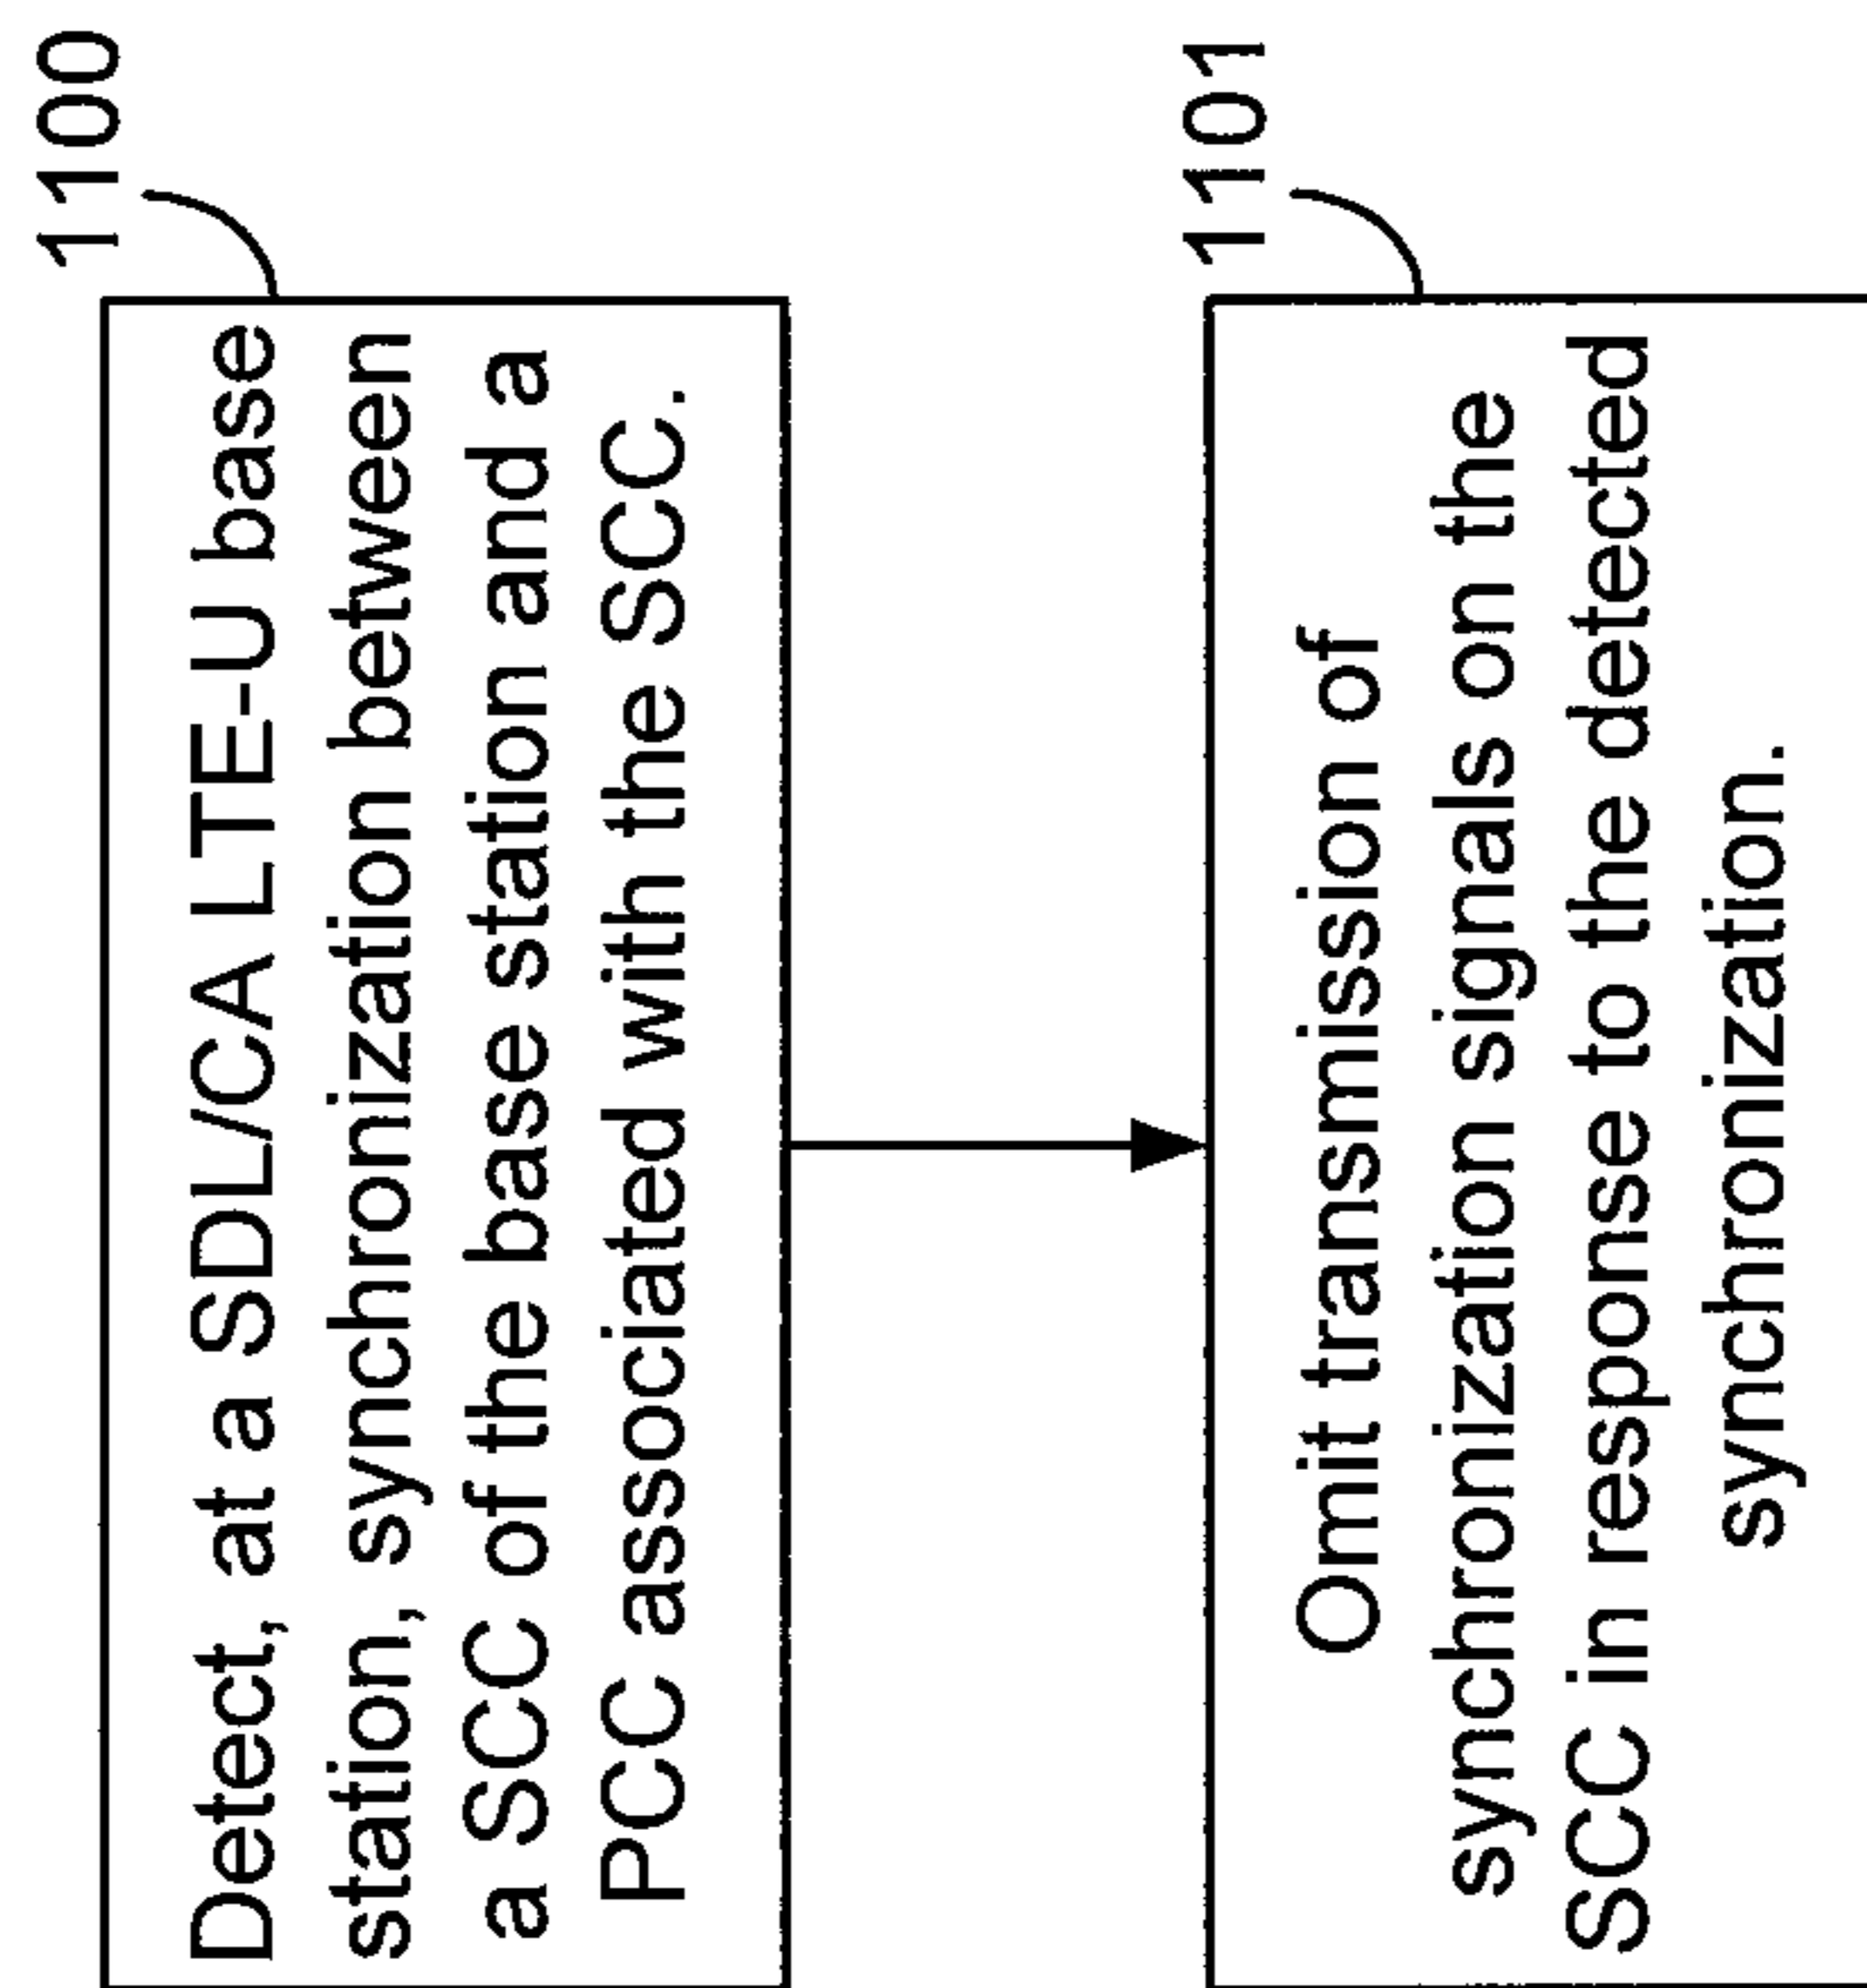 1100
Detect, at a SDL/CA LTE-U base
station, synchronization between
a SCC of the base station and a
PCC associated with the SCC.
1101
Omit transmission of
synchronization signals on the
SCC in response to the detected
synchronization.